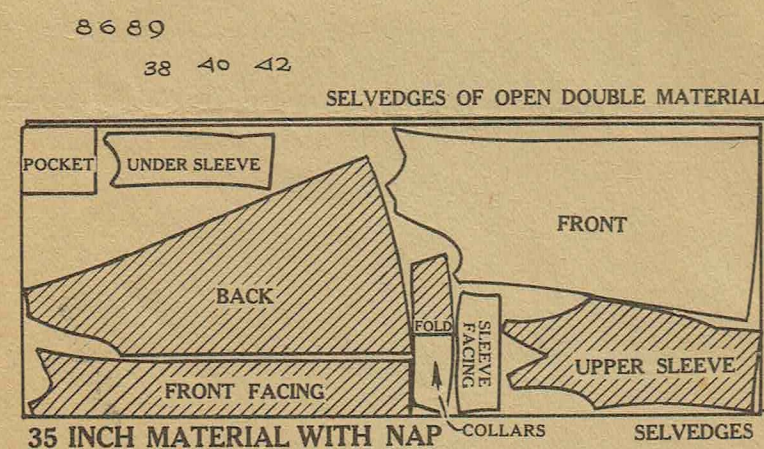 8689
38 40 42
SELVEDGES OF OPEN DOUBLE MATERIAL
POCKET
UNDER SLEEVE
FRONT
BACK
FOLD
SLEEVE
FACING
UPPER SLEEVE
FRONT FACING
COLLARS
35 INCH MATERIAL WITH NAP
SELVEDGES